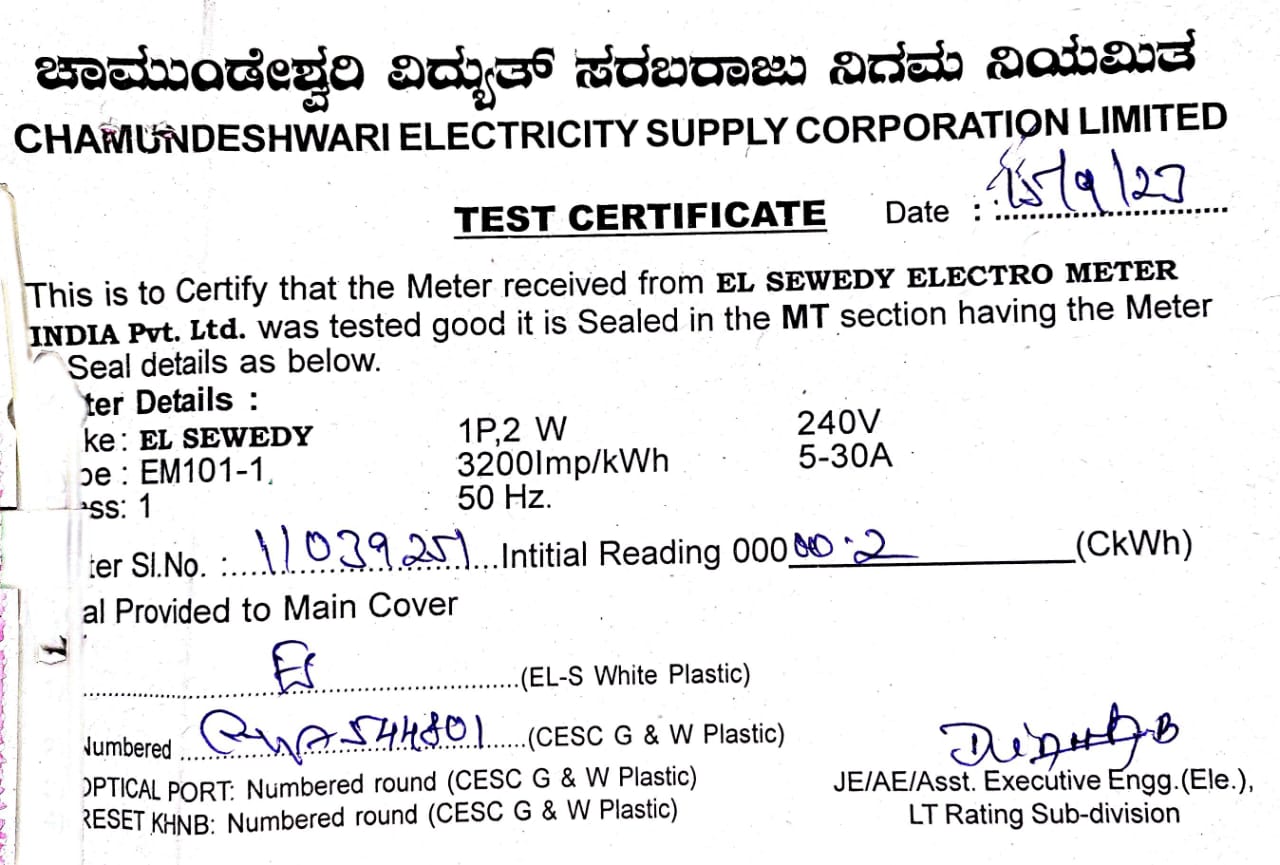 ಚಾಮುಂಡೇಶ್ವರಿ ವಿದ್ಯುತ್ ಸರಬರಾಜು ನಿಗಮ ನಿಯಮಿತ
CHAMUNDESHWARI ELECTRICITY SUPPLY CORPORATION LIMITED
TEST CERTIFICATE Date : 15/9/23
This is to Certify that the Meter received from EL SEWEDY ELECTRO METER
INDIA Pvt. Ltd. was tested good it is Sealed in the MT section having the Meter
Seal details as below.
ter Details :
ke: EL SEWEDY 1P,2 W 240V
pe : EM101-1 3200Imp/kWh 5-30A
ss: 1 50 Hz.
ter Sl.No. : 11039251 Intitial Reading 00000.2 (CkWh)
al Provided to Main Cover
(EL-S White Plastic)
Numbered 544801 (CESC G & W Plastic)
OPTICAL PORT: Numbered round (CESC G & W Plastic)
RESET KHNB: Numbered round (CESC G & W Plastic)
JE/AE/Asst. Executive Engg.(Ele.),
LT Rating Sub-division